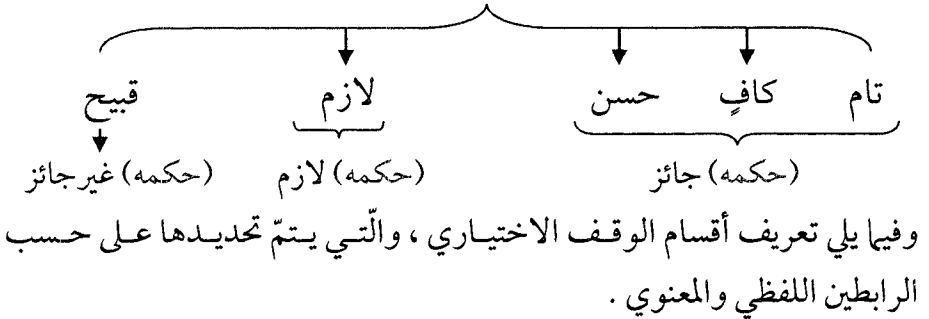 تام كافٍ حسن لازم قبيح
(حكمه) جائز (حكمه) لازم (حكمه) غير جائز
وفيما يلي تعريف أقسام الوقف الاختياري ، والّتي يتمّ تحديدها على حسب
الرابطين اللفظي والمعنوي .